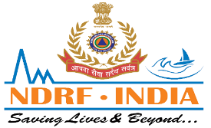 आपदा सेवा सदैव सर्वत्र
NDRF • INDIA
Saving Lives & Beyond...